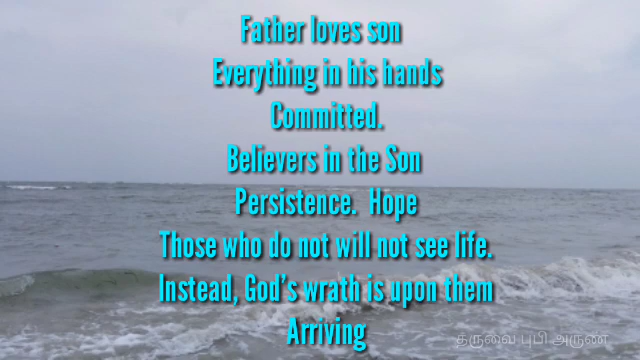 Father loves son
Everything in his hands
Committed.
Believers in the Son
Persistence.  Hope
Those who do not will not see life.
Instead, God's wrath is upon them
Arriving
தருவை புபி அருண்